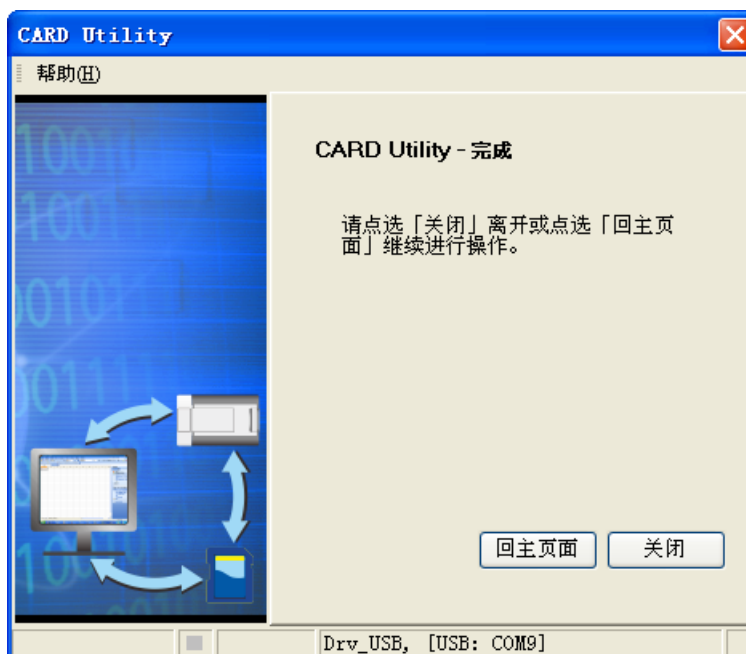 CARD Utility
帮助(H)
CARD Utility - 完成
请点选「关闭」离开或点选「回主页
面」继续进行操作。
回主页面
关闭
Drv_USB, [USB: COM9]